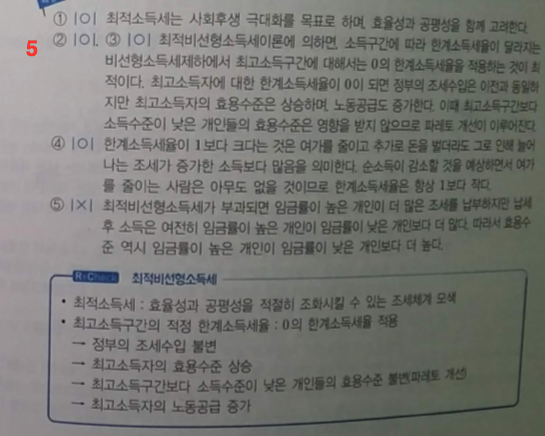 ① |O| 최적소득세는 사회후생 극대화를 목표로 하며, 효율성과 공평성을 함께 고려한다.
5
② |O|, ③ |O| 최적비선형소득세이론에 의하면, 소득구간에 따라 한계소득세율이 달라지는
비선형소득세제하에서 최고소득구간에 대해서는 0의 한계소득세율을 적용하는 것이 최
적이다. 최고소득자에 대한 한계소득세율이 0이 되면 정부의 조세수입은 이전과 동일하
지만 최고소득자의 효용수준은 상승하며, 노동공급도 증가한다. 이때 최고소득구간보다
소득수준이 낮은 개인들의 효용수준은 영향을 받지 않으므로 파레토 개선이 이루어진다.
④ |O| 한계소득세율이 1보다 크다는 것은 여가를 줄이고 추가로 돈을 벌더라도 그로 인해 늘어
나는 조세가 증가한 소득보다 많음을 의미한다. 순소득이 감소할 것을 예상하면서 여가
를 줄이는 사람은 아무도 없을 것이므로 한계소득세율은 항상 1보다 작다.
⑤ |X| 최적비선형소득세가 부과되면 임금률이 높은 개인이 더 많은 조세를 납부하지만 납세
후 소득은 여전히 임금률이 높은 개인이 임금률이 낮은 개인보다 더 많다. 따라서 효용수
준 역시 임금률이 높은 개인이 임금률이 낮은 개인보다 더 높다.
Re Check 최적비선형소득세
• 최적소득세 : 효율성과 공평성을 적절히 조화시킬 수 있는 조세체계 모색
• 최고소득구간의 적정 한계소득세율 : 0의 한계소득세율 적용
→ 정부의 조세수입 불변
→ 최고소득자의 효용수준 상승
→ 최고소득구간보다 소득수준이 낮은 개인들의 효용수준 불변(파레토 개선)
→ 최고소득자의 노동공급 증가